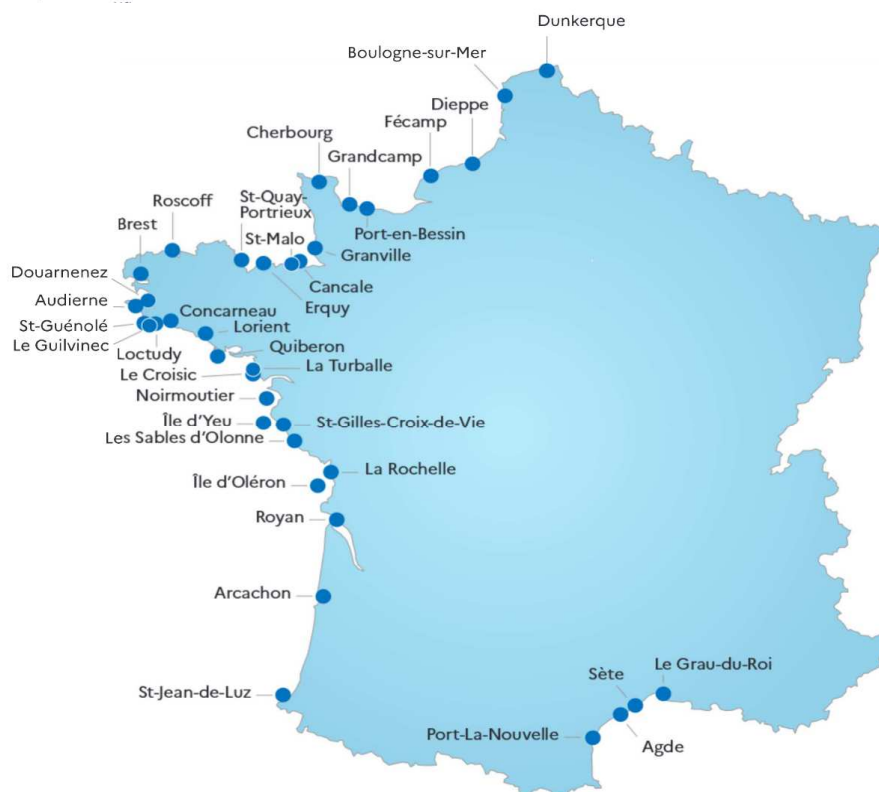 Dunkerque
Boulogne-sur-Mer
Dieppe
Fécamp
Cherbourg
Grandcamp
Port-en-Bessin
St-Quay-
Portrieux
Roscoff
Brest
St-Malo
Granville
Cancale
Erquy
Douarnenez
Audierne
Concarneau
St-Guénolé
Lorient
Le Guilvinec
Loctudy
Quiberon
La Turballe
Le Croisic
Noirmoutier
Île d'Yeu
St-Gilles-Croix-de-Vie
Les Sables d'Olonne
La Rochelle
Île d'Oléron
Royan
Arcachon
St-Jean-de-Luz
Le Grau-du-Roi
Sète
Port-La-Nouvelle
Agde